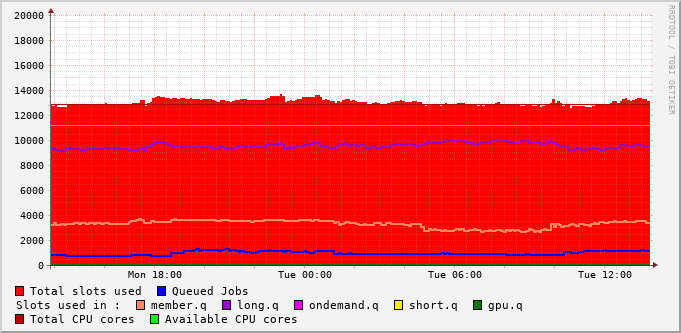 20000
18000
16000
14000
12000
10000
8000
6000
4000
2000
0
Mon 18:00 Tue 00:00 Tue 06:00 Tue 12:00
RRDTOOL / TOBI OETIKER
Total slots used Queued Jobs
Slots used in : member.q long.q ondemand.q short.q gpu.q
Total CPU cores Available CPU cores